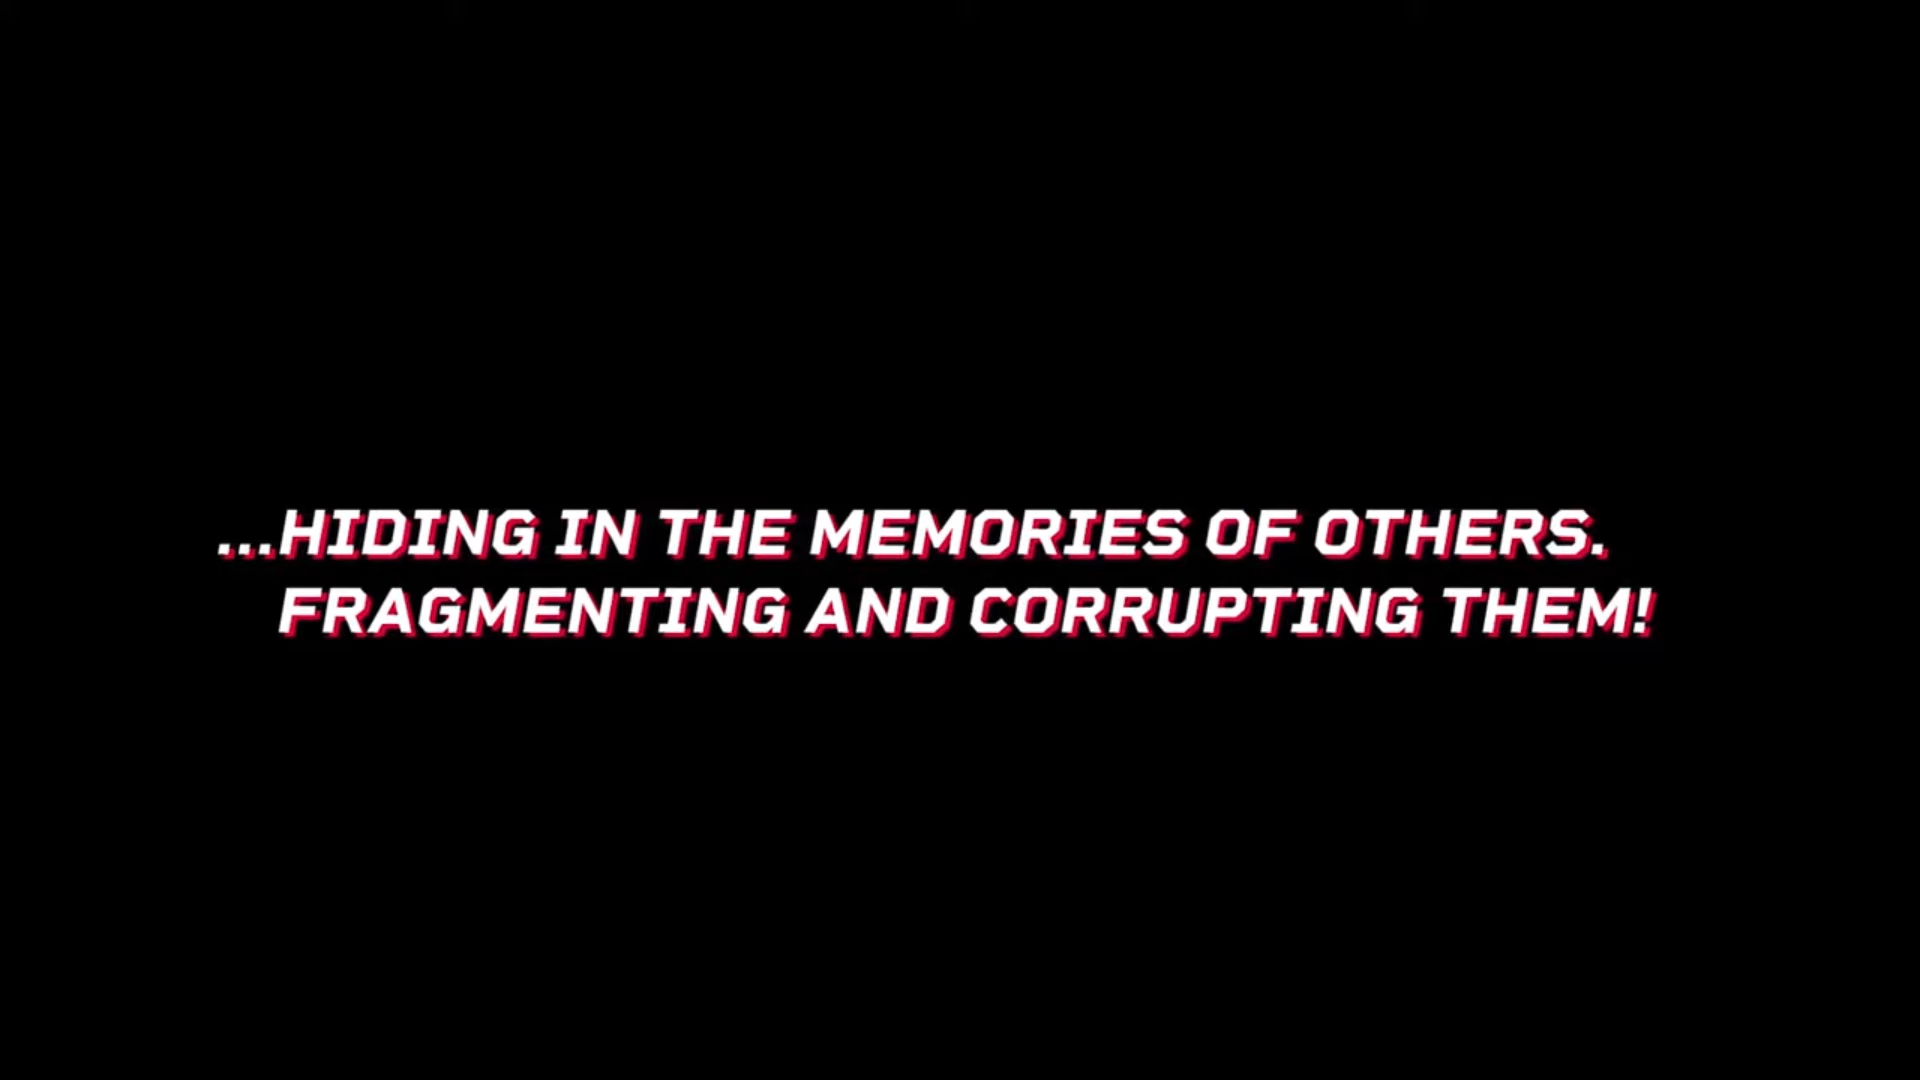 ...HIDING IN THE MEMORIES OF OTHERS.
FRAGMENTING AND CORRUPTING THEM!